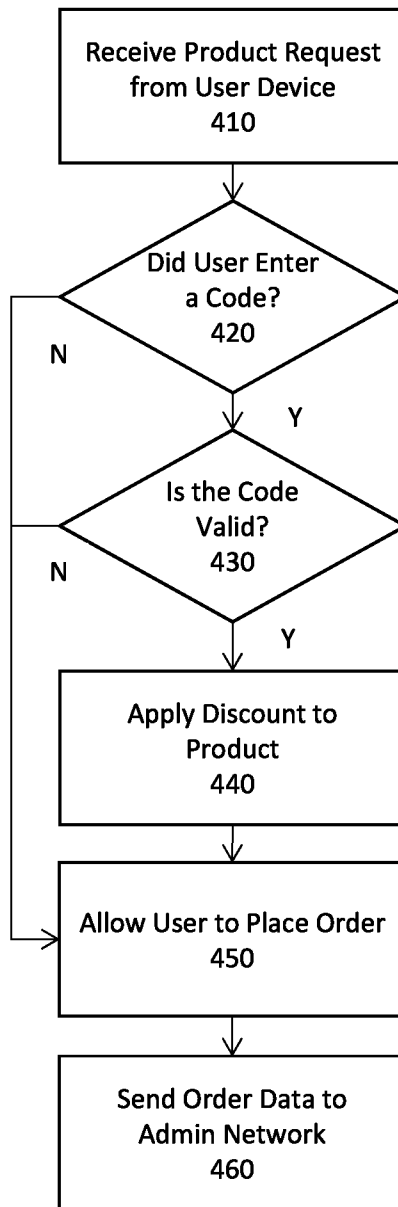 Receive Product Request
from User Device
410
Did User Enter
a Code?
420
N
Y
Is the Code
Valid?
430
N
Y
Apply Discount to
Product
440
Allow User to Place Order
450
Send Order Data to
Admin Network
460